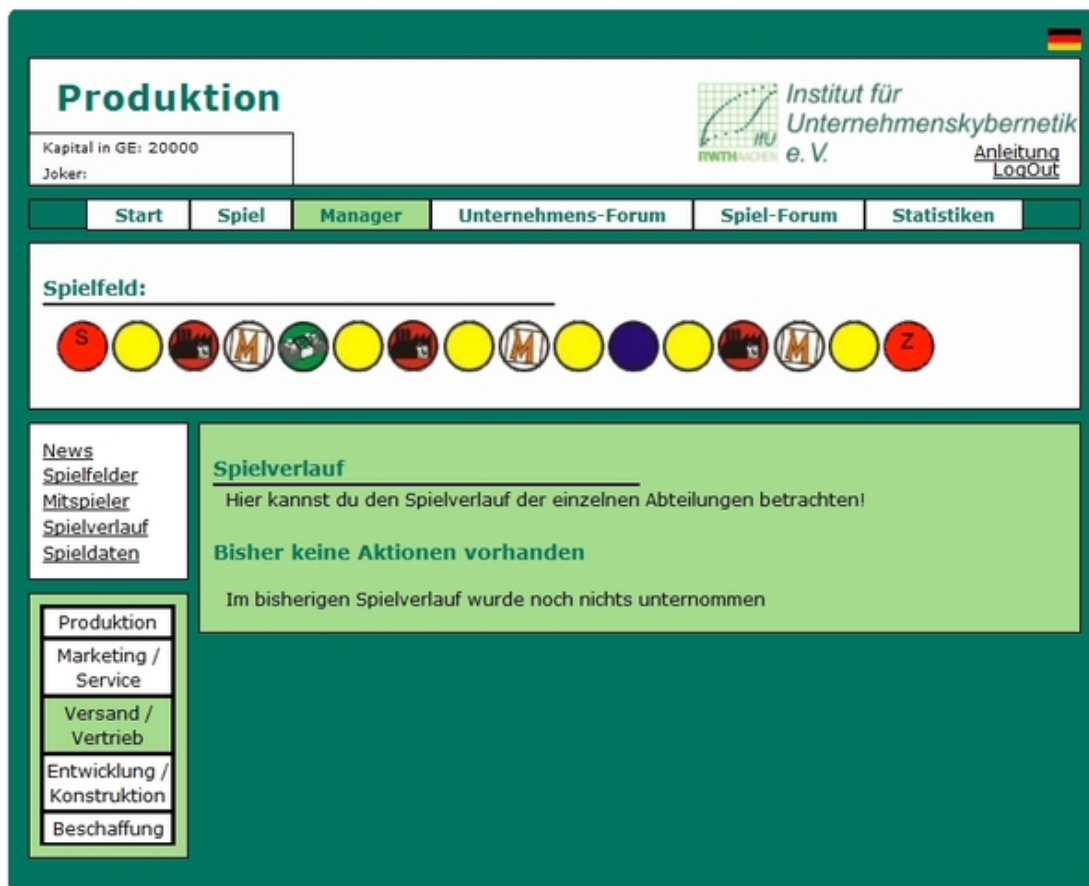 Produktion
Kapital in GE: 20000
Joker:
IfU
RWTHAACHEN
Institut für
Unternehmenskybernetik
e. V.
Anleitung
LogOut
Start Spiel Manager Unternehmens-Forum Spiel-Forum Statistiken
Spielfeld:
S M M M Z
News
Spielfelder
Mitspieler
Spielverlauf
Spieldaten
Produktion
Marketing /
Service
Versand /
Vertrieb
Entwicklung /
Konstruktion
Beschaffung
Spielverlauf
Hier kannst du den Spielverlauf der einzelnen Abteilungen betrachten!
Bisher keine Aktionen vorhanden
Im bisherigen Spielverlauf wurde noch nichts unternommen